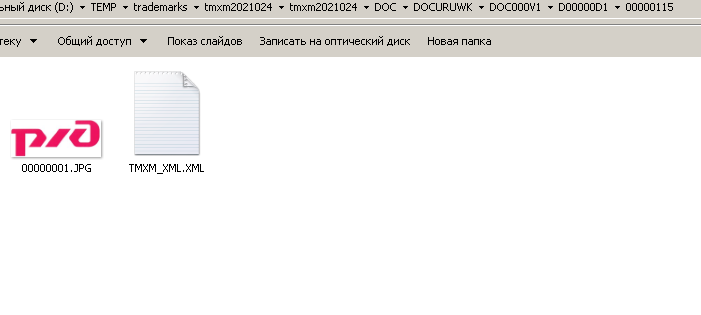 ьный диск (D:) ▾ TEMP ▾ trademarks ▾ tmxm2021024 ▾ tmxm2021024 ▾ DOC ▾ DOCURUWK ▾ DOC000V1 ▾ D00000D1 ▾ 00000115
теку ▼ Общий доступ ▼ Показ слайдов Записать на оптический диск Новая папка
ржд
00000001.JPG TMXM_XML.XML